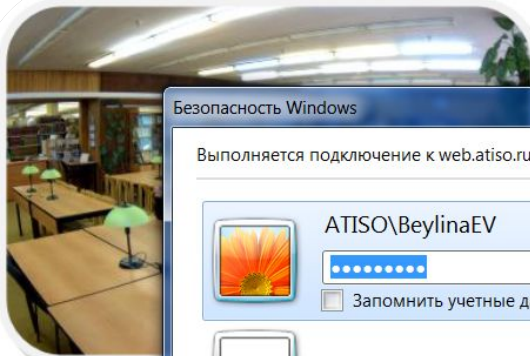 Безопасность Windows
Выполняется подключение к web.atiso.ru
ATISO\BeylinaEV
•••••••••
Запомнить учетные д